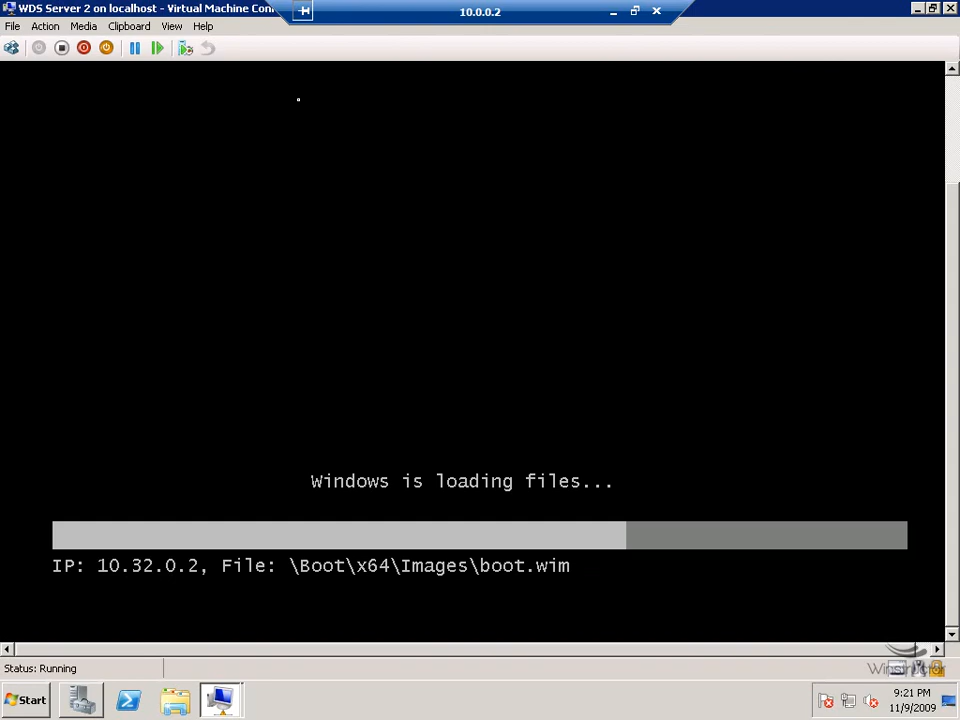 WDS Server 2 on localhost - Virtual Machine Conn
10.0.0.2
File Action Media Clipboard View Help
Windows is loading files...
IP: 10.32.0.2, File: \Boot\x64\Images\boot.wim
Status: Running
Start
9:21 PM
11/9/2009